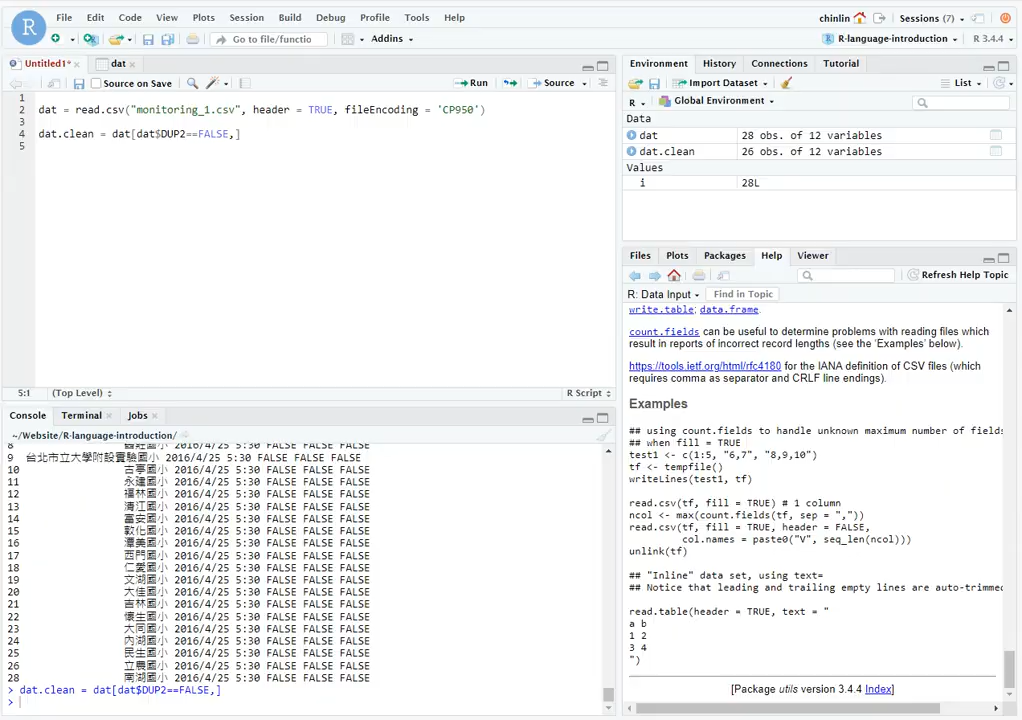 File Edit Code View Plots Session Build Debug Profile Tools Help
chinlin Sessions (7)
Go to file/functio Addins
R-language-introduction R 3.4.4
Untitled1* dat
Source on Save Run Source
1
2 dat = read.csv("monitoring_1.csv", header = TRUE, fileEncoding = 'CP950')
3
4 dat.clean = dat[dat$DUP2==FALSE,]
5
5:1 (Top Level) R Script
Console Terminal Jobs
~/Website/R-language-introduction/
8 國小 2016/4/25 5:30 FALSE FALSE FALSE
9 台北市立大學附設實驗國小 2016/4/25 5:30 FALSE FALSE FALSE
10 古亭國小 2016/4/25 5:30 FALSE FALSE FALSE
11 永建國小 2016/4/25 5:30 FALSE FALSE FALSE
12 福林國小 2016/4/25 5:30 FALSE FALSE FALSE
13 清江國小 2016/4/25 5:30 FALSE FALSE FALSE
14 富安國小 2016/4/25 5:30 FALSE FALSE FALSE
15 敦化國小 2016/4/25 5:30 FALSE FALSE FALSE
16 潭美國小 2016/4/25 5:30 FALSE FALSE FALSE
17 西門國小 2016/4/25 5:30 FALSE FALSE FALSE
18 仁愛國小 2016/4/25 5:30 FALSE FALSE FALSE
19 文湖國小 2016/4/25 5:30 FALSE FALSE FALSE
20 大佳國小 2016/4/25 5:30 FALSE FALSE FALSE
21 吉林國小 2016/4/25 5:30 FALSE FALSE FALSE
22 懷生國小 2016/4/25 5:30 FALSE FALSE FALSE
23 大同國小 2016/4/25 5:30 FALSE FALSE FALSE
24 內湖國小 2016/4/25 5:30 FALSE FALSE FALSE
25 民生國小 2016/4/25 5:30 FALSE FALSE FALSE
26 立農國小 2016/4/25 5:30 FALSE FALSE FALSE
28 南湖國小 2016/4/25 5:30 FALSE FALSE FALSE
> dat.clean = dat[dat$DUP2==FALSE,]
>
Environment History Connections Tutorial
Import Dataset List
R Global Environment
Data
dat 28 obs. of 12 variables
dat.clean 26 obs. of 12 variables
Values
i 28L
Files Plots Packages Help Viewer
Refresh Help Topic
R: Data Input Find in Topic
write.table; data.frame.
count.fields can be useful to determine problems with reading files which
result in reports of incorrect record lengths (see the ‘Examples’ below).
https://tools.ietf.org/html/rfc4180 for the IANA definition of CSV files (which
requires comma as separator and CRLF line endings).
Examples
## using count.fields to handle unknown maximum number of fields
## when fill = TRUE
test1 <- c(1:5, "6,7", "8,9,10")
tf <- tempfile()
writeLines(test1, tf)
read.csv(tf, fill = TRUE) # 1 column
ncol <- max(count.fields(tf, sep = ","))
read.csv(tf, fill = TRUE, header = FALSE,
col.names = paste0("V", seq_len(ncol)))
unlink(tf)
## "Inline" data set, using text=
## Notice that leading and trailing empty lines are auto-trimmed
read.table(header = TRUE, text = "
a b
1 2
3 4
")
[Package utils version 3.4.4 Index]